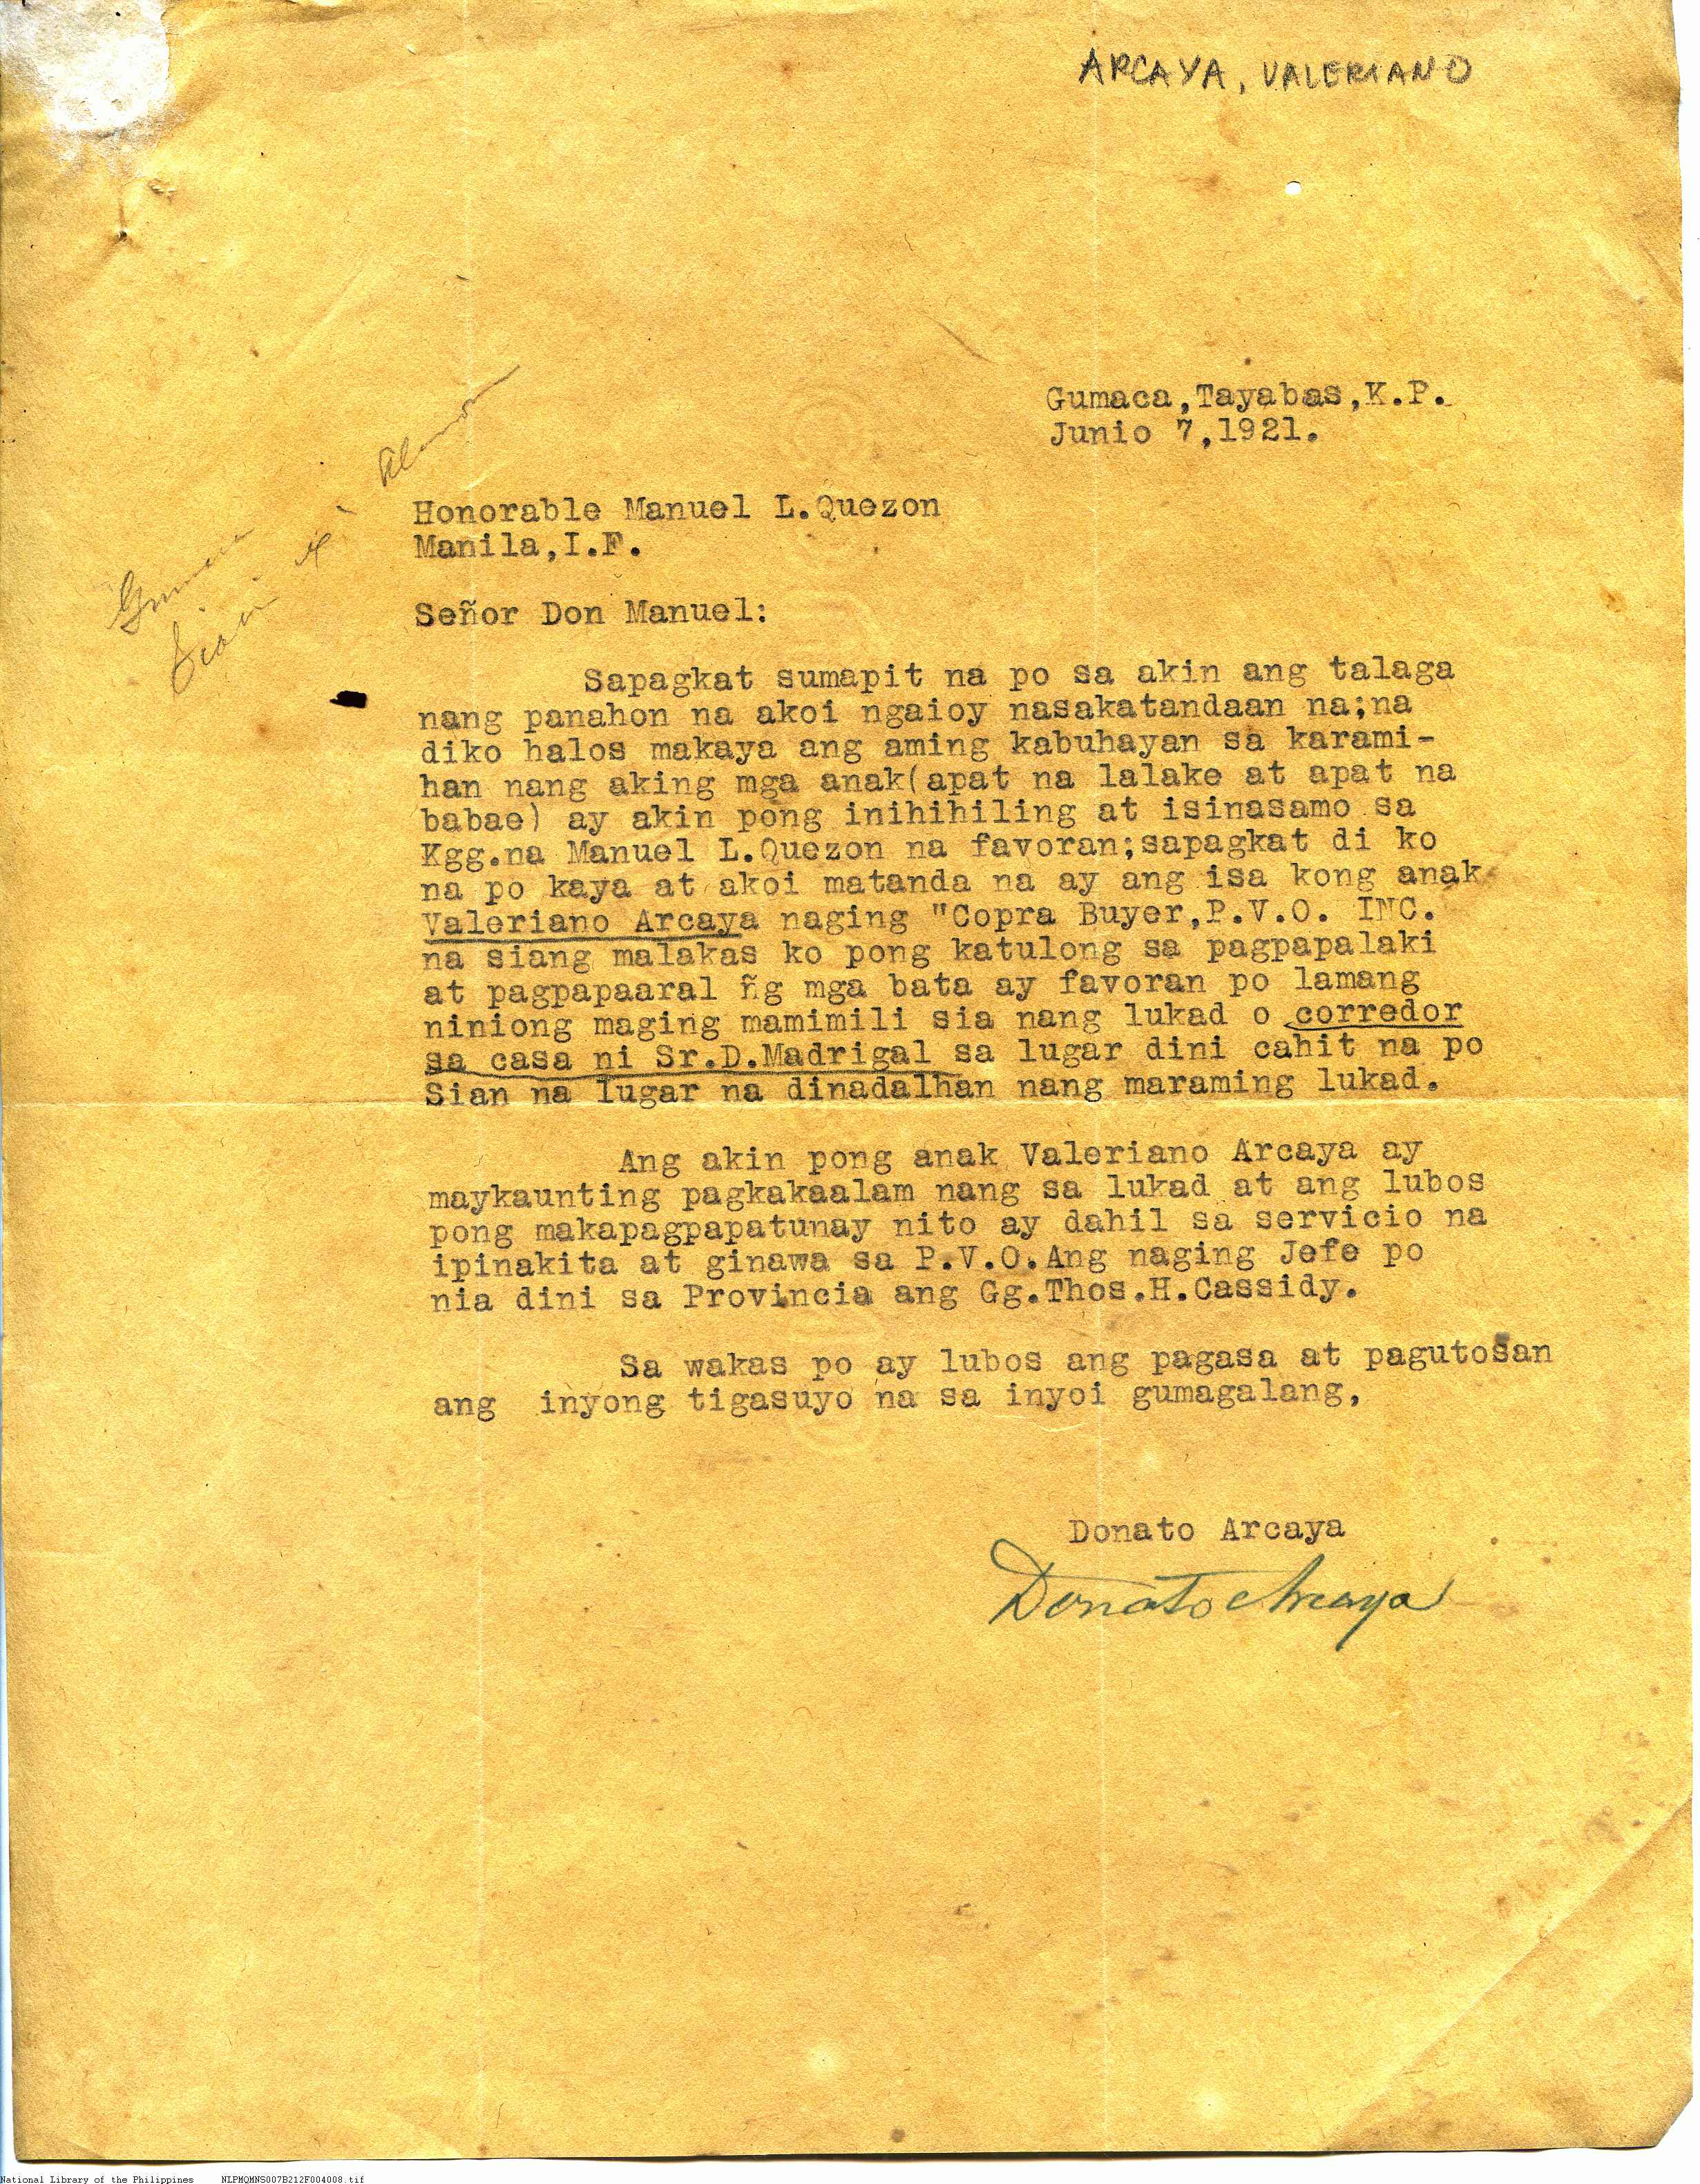 ARCAYA, VALERIANO
Gumaca,Tayabas,K.P.
Junio 7,1921.
Honorable Manuel L.Quezon
Manila,I.F.
Señor Don Manuel:
Sapagkat sumapit na po sa akin ang talaga
nang panahon na akoi ngaioy nasakatandaan na;na
diko halos makaya ang aming kabuhayan sa karami-
han nang aking mga anak(apat na lalake at apat na
babae) ay akin pong inihihiling at isinasamo sa
Kgg.na Manuel L.Quezon na favoran;sapagkat di ko
na po kaya at akoi matanda na ay ang isa kong anak
Valeriano Arcaya naging "Copra Buyer,P.V.O. INC.
na siang malakas ko pong katulong sa pagpapalaki
at pagpapaaral ñg mga bata ay favoran po lamang
niniong maging mamimili sia nang lukad o corredor
sa casa ni Sr.D.Madrigal sa lugar dini cahit na po
Sian na lugar na dinadalhan nang maraming lukad.
Ang akin pong anak Valeriano Arcaya ay
maykaunting pagkakaalam nang sa lukad at ang lubos
pong makapagpapatunay nito ay dahil sa servicio na
ipinakita at ginawa sa P.V.O.Ang naging Jefe po
nia dini sa Provincia ang Gg.Thos.H.Cassidy.
Sa wakas po ay lubos ang pagasa at pagutosan
ang inyong tigasuyo na sa inyoi gumagalang,
Donato Arcaya
Donato Arcaya
National Library of the Philippines NLPMQMNS007B212F004008.tif